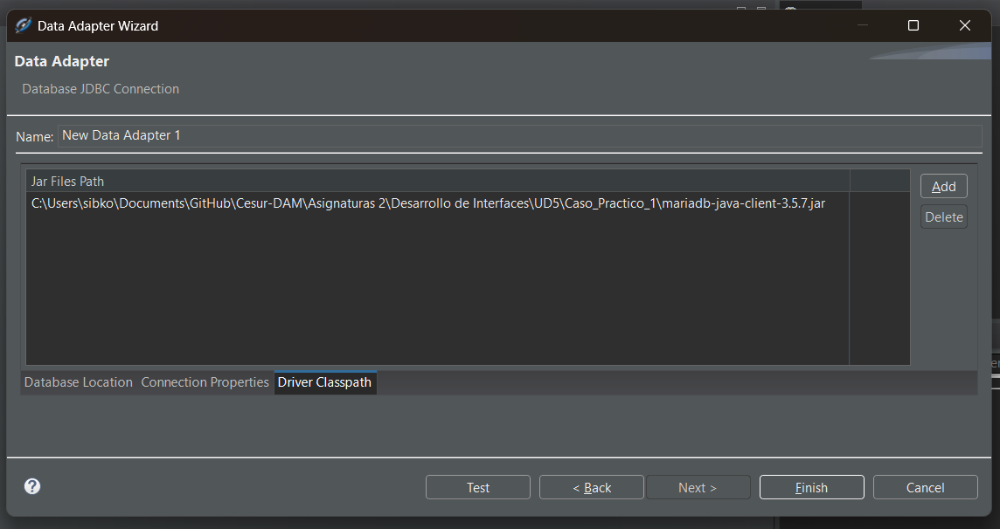 Data Adapter Wizard
Data Adapter
Database JDBC Connection
Name: New Data Adapter 1
Jar Files Path
C:\Users\sibko\Documents\GitHub\Cesur-DAM\Asignaturas 2\Desarrollo de Interfaces\UD5\Caso_Practico_1\mariadb-java-client-3.5.7.jar
Add
Delete
Database Location Connection Properties Driver Classpath
Test < Back Next > Finish Cancel